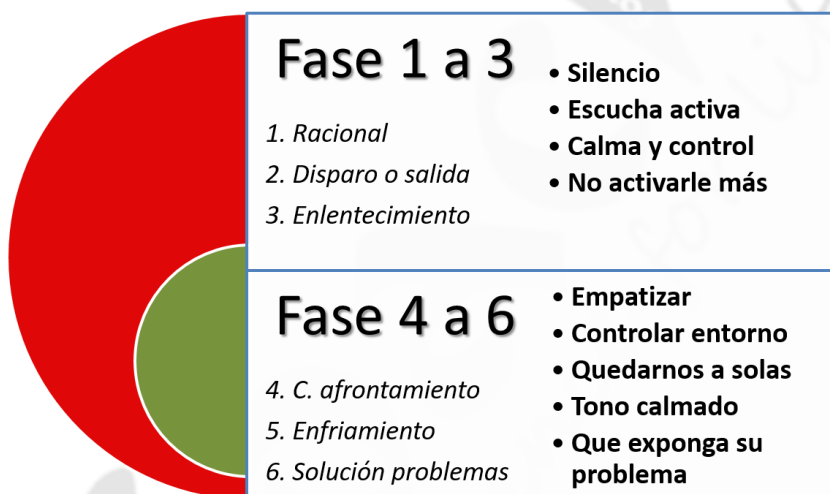 Fase 1 a 3
1. Racional
2. Disparo o salida
3. Enlentecimiento
• Silencio
• Escucha activa
• Calma y control
• No activarle más
Fase 4 a 6
4. C. afrontamiento
5. Enfriamiento
6. Solución problemas
• Empatizar
• Controlar entorno
• Quedarnos a solas
• Tono calmado
• Que exponga su
problema